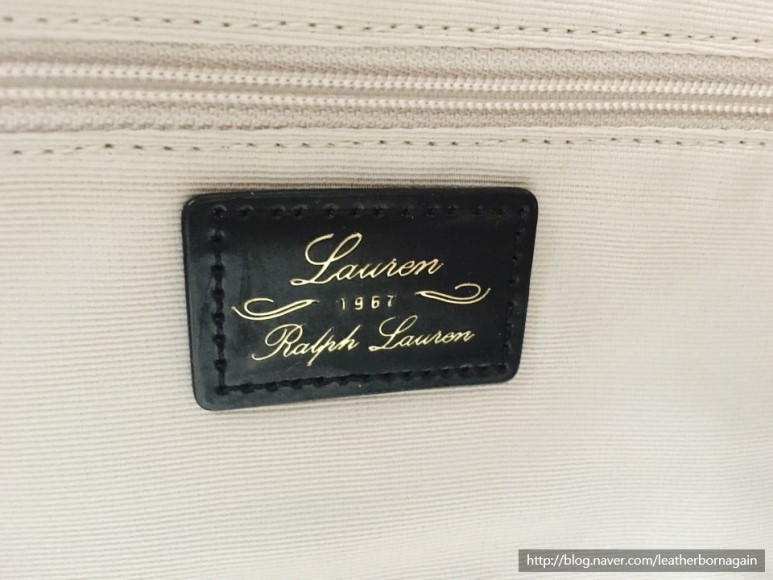 Lauren
1967
Ralph Lauren
http://blog.naver.com/leatherbornagain